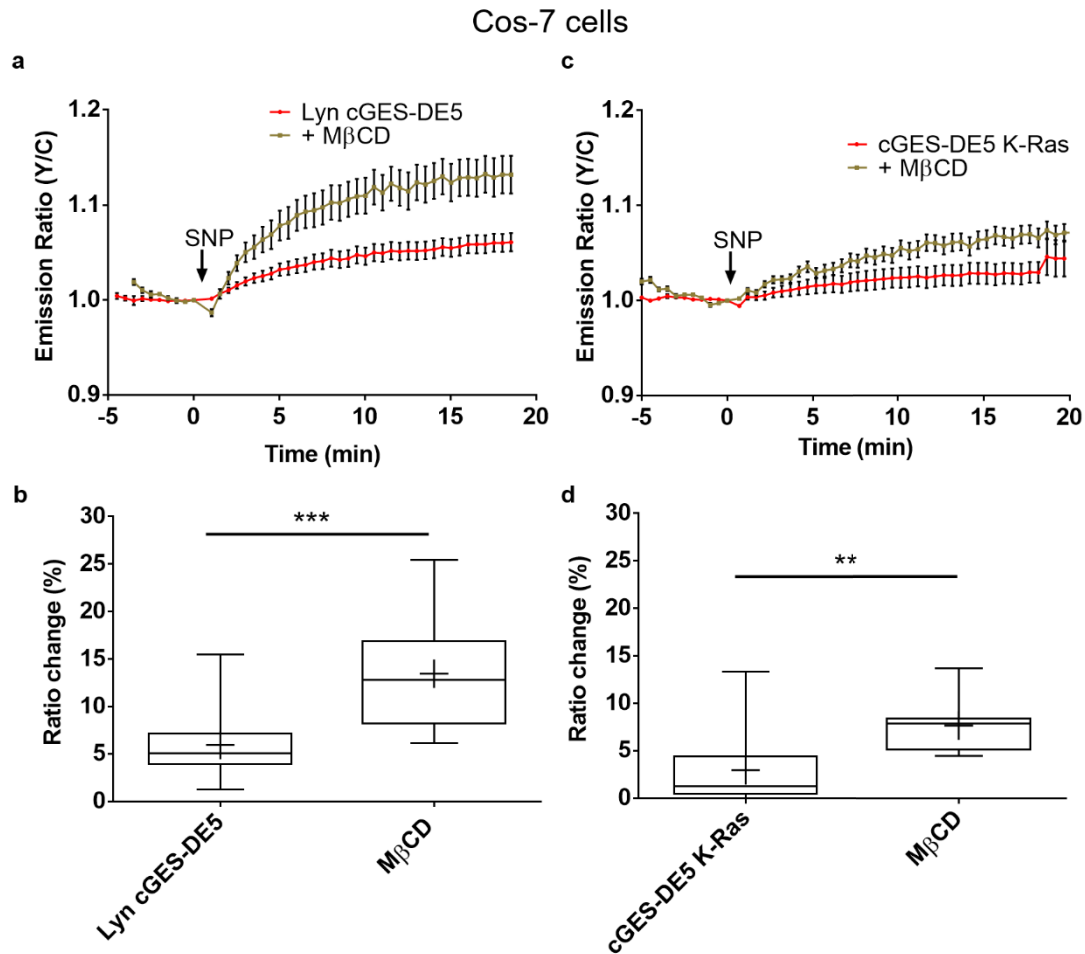 Cos-7 cells
a
1.2
1.1
1.0
0.9
Emission Ratio (Y/C)
Lyn cGES-DE5
+ MβCD
SNP
-5 0 5 10 15 20
Time (min)
c
1.2
1.1
1.0
0.9
Emission Ratio (Y/C)
cGES-DE5 K-Ras
+ MβCD
SNP
-5 0 5 10 15 20
Time (min)
b
30
25
20
15
10
5
0
Ratio change (%)
***
Lyn cGES-DE5
MβCD
d
30
25
20
15
10
5
0
Ratio change (%)
**
cGES-DE5 K-Ras
MβCD